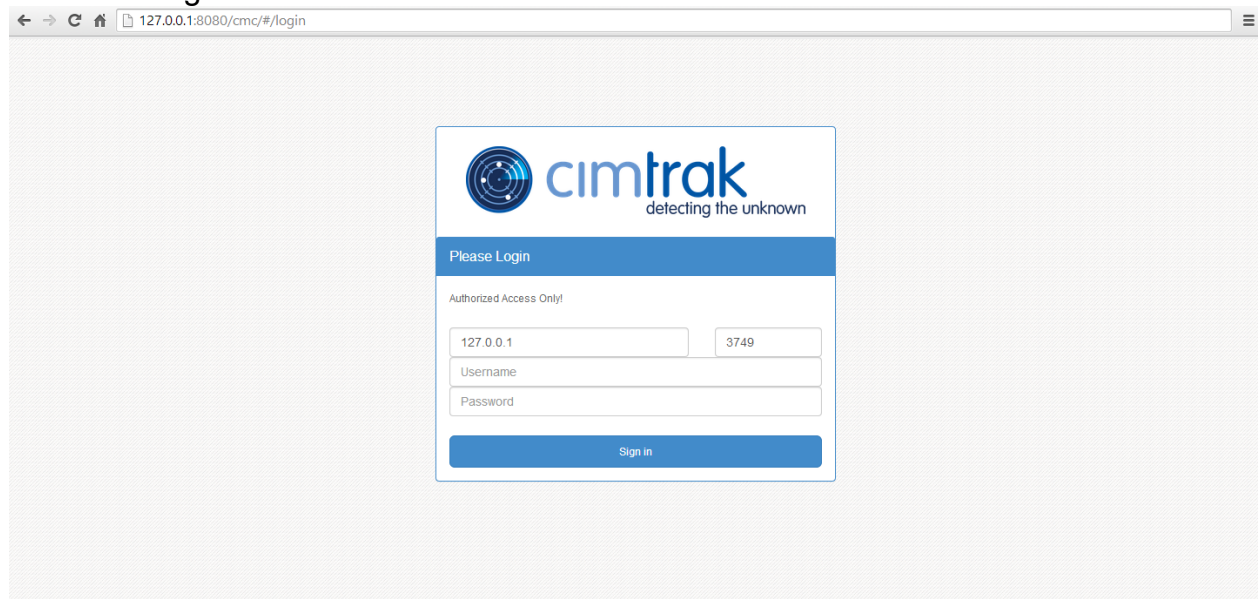 127.0.0.1:8080/cmc/#/login
cimtrak
detecting the unknown
Please Login
Authorized Access Only!
127.0.0.1 3749
Username
Password
Sign in